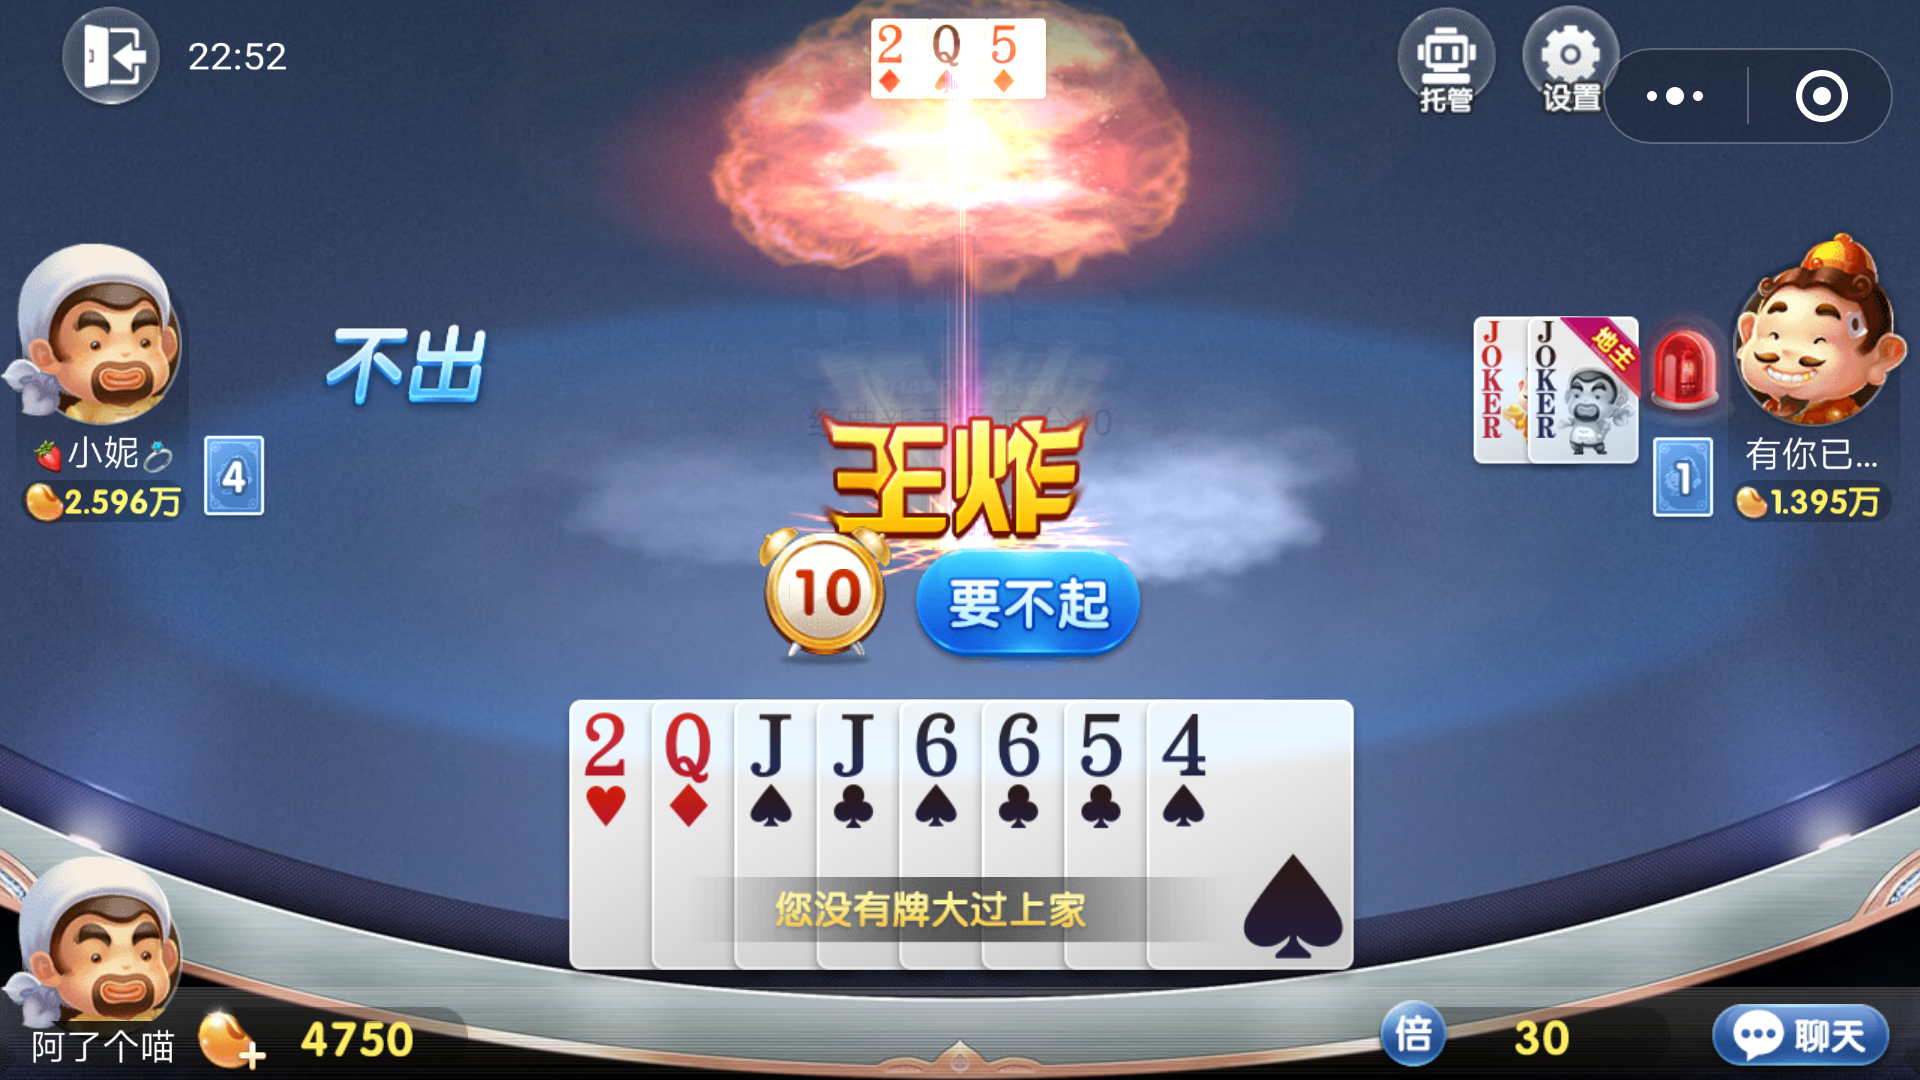 22:52
2 Q 5
托管
设置
不出
JOKER
JOKER
地主
小妮
2.596万
4
1
有你已...
1.395万
王炸
10
要不起
2 Q J J 6 6 5 4
您没有牌大过上家
阿了个喵
4750
倍
30
聊天